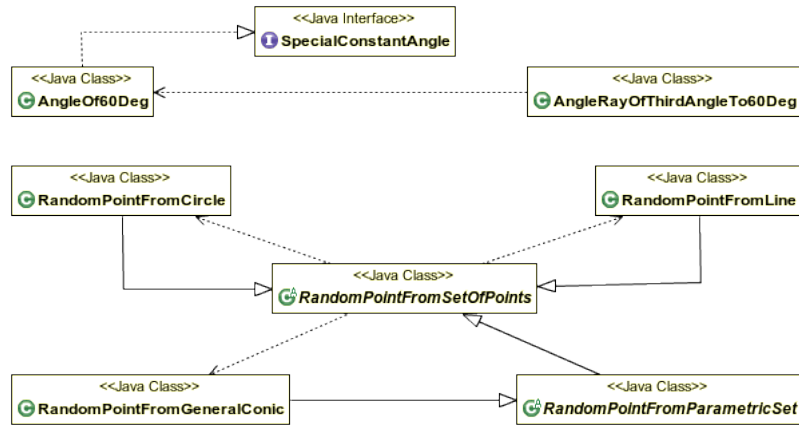 <<Java Interface>>
I SpecialConstantAngle
<<Java Class>>
C AngleOf60Deg
<<Java Class>>
C AngleRayOfThirdAngleTo60Deg
<<Java Class>>
C RandomPointFromCircle
<<Java Class>>
C RandomPointFromLine
<<Java Class>>
C A RandomPointFromSetOfPoints
<<Java Class>>
C RandomPointFromGeneralConic
<<Java Class>>
C A RandomPointFromParametricSet